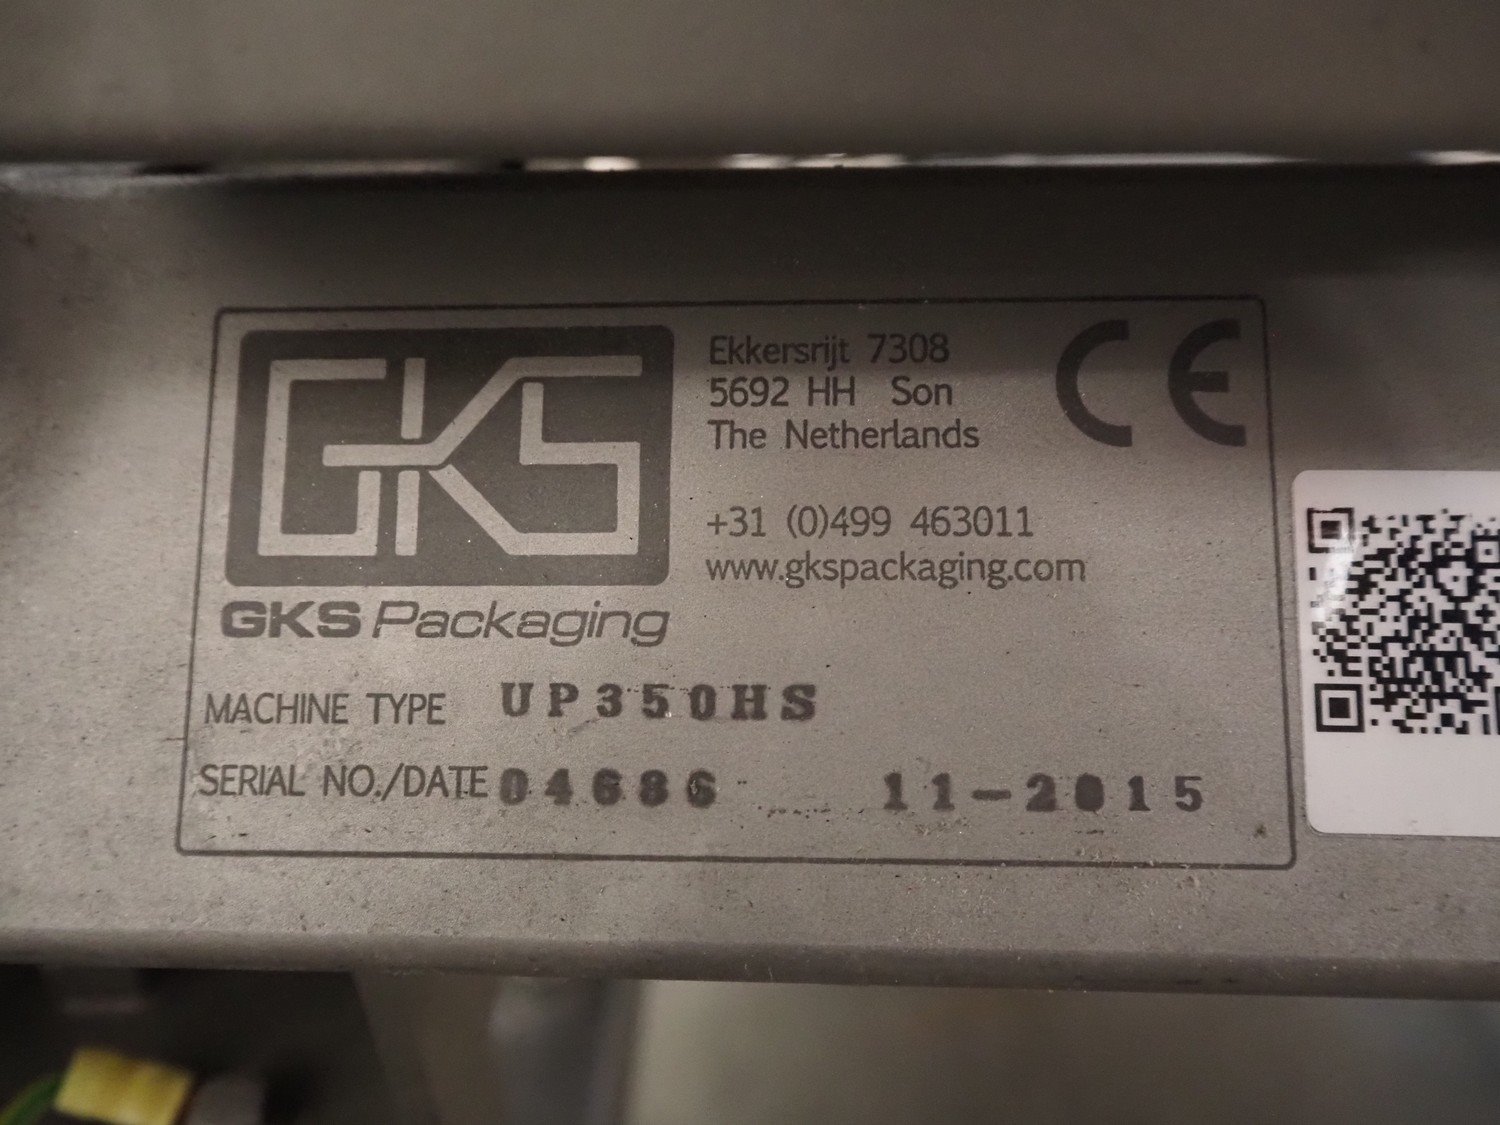 GKS
GKS Packaging
Ekkersrijt 7308
5692 HH Son
The Netherlands
+31 (0)499 463011
www.gkspackaging.com
CE
MACHINE TYPE UP350HS
SERIAL NO./DATE 04686 11-2015